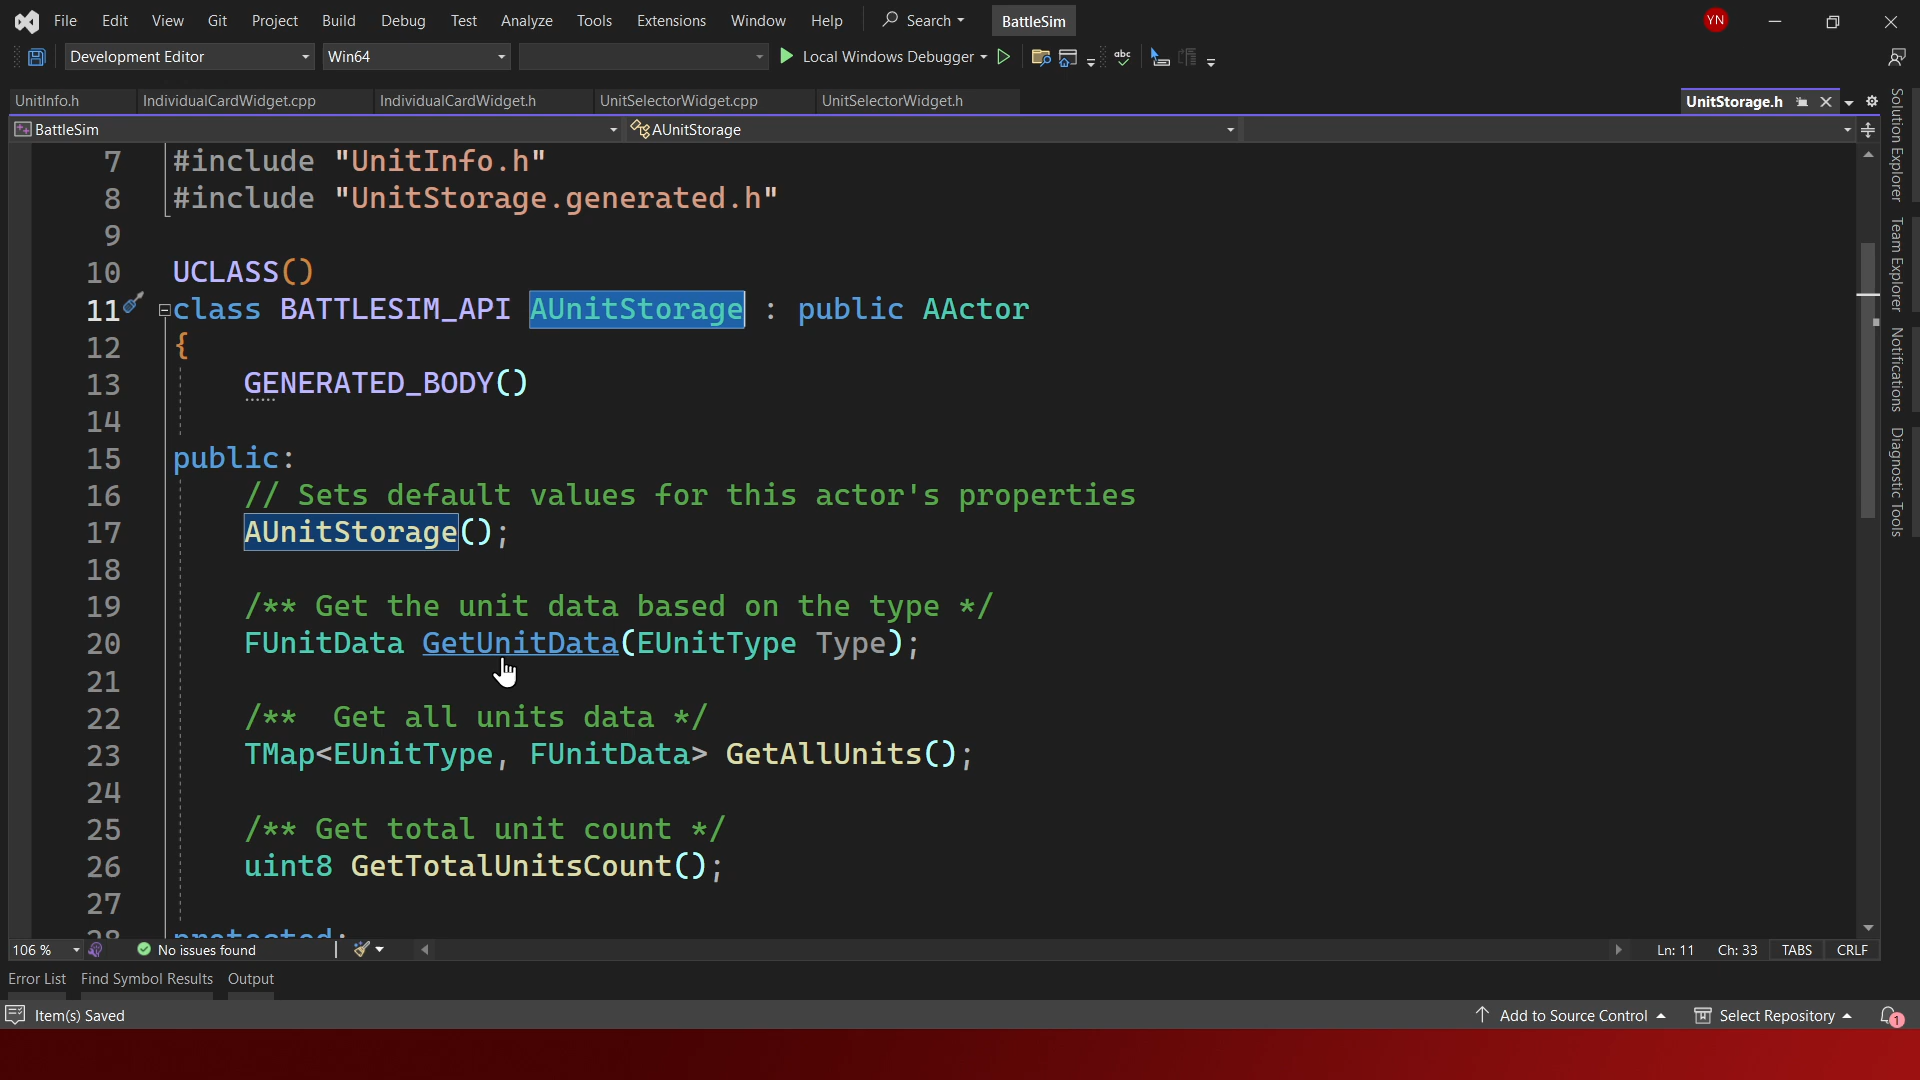 File Edit View Git Project Build Debug Test Analyze Tools Extensions Window Help Search BattleSim YN
Development Editor Win64 Local Windows Debugger abc
UnitInfo.h IndividualCardWidget.cpp IndividualCardWidget.h UnitSelectorWidget.cpp UnitSelectorWidget.h UnitStorage.h
BattleSim AUnitStorage
7 #include "UnitInfo.h"
8 #include "UnitStorage.generated.h"
9
10 UCLASS()
11 class BATTLESIM_API AUnitStorage : public AActor
12 {
13 GENERATED_BODY()
14
15 public:
16 // Sets default values for this actor's properties
17 AUnitStorage();
18
19 /** Get the unit data based on the type */
20 FUnitData GetUnitData(EUnitType Type);
21
22 /**  Get all units data */
23 TMap<EUnitType, FUnitData> GetAllUnits();
24
25 /** Get total unit count */
26 uint8 GetTotalUnitsCount();
27
28 protected:
106 % No issues found Ln: 11 Ch: 33 TABS CRLF
Error List Find Symbol Results Output
Item(s) Saved Add to Source Control Select Repository 1
Solution Explorer
Team Explorer
Notifications
Diagnostic Tools